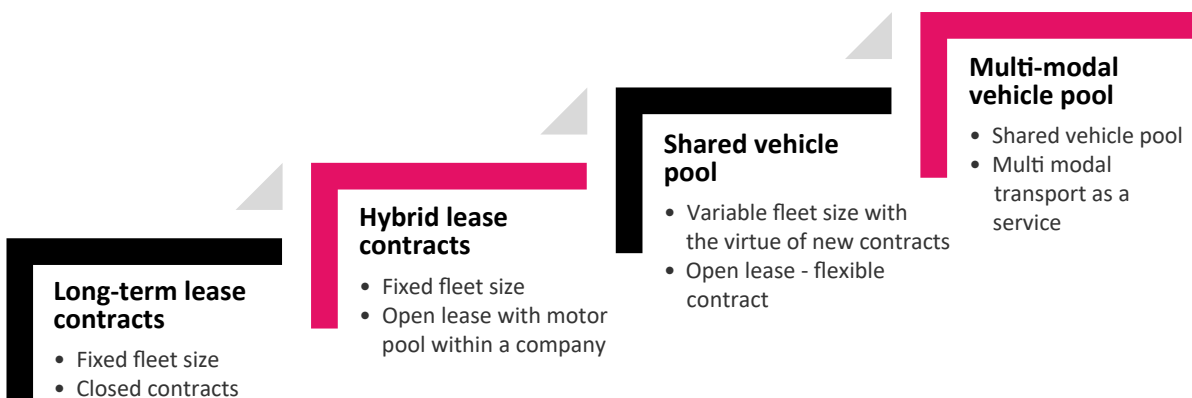 Long-term lease
contracts
• Fixed fleet size
• Closed contracts
Hybrid lease
contracts
• Fixed fleet size
• Open lease with motor
pool within a company
Shared vehicle
pool
• Variable fleet size with
the virtue of new contracts
• Open lease - flexible
contract
Multi-modal
vehicle pool
• Shared vehicle pool
• Multi modal
transport as a
service